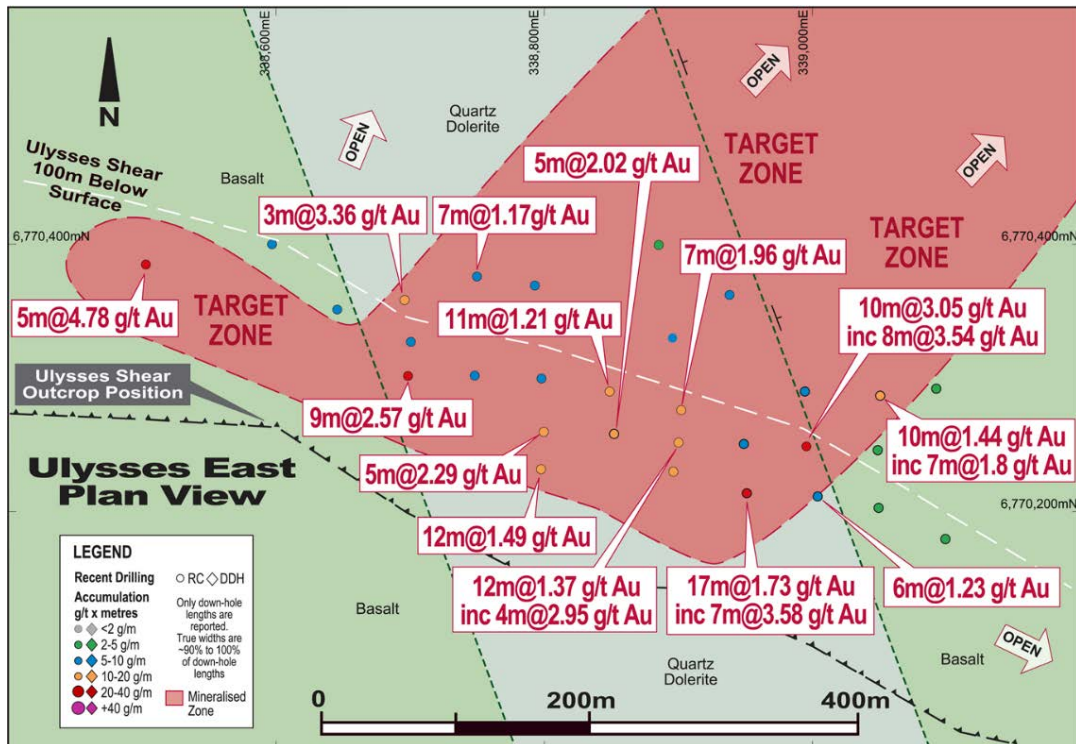 338,600mE
338,800mE
339,000mE
N
OPEN
OPEN
OPEN
Quartz
Dolerite
TARGET
ZONE
Ulysses Shear
100m Below
Surface
Basalt
5m@2.02 g/t Au
3m@3.36 g/t Au
7m@1.17g/t Au
6,770,400mN
6,770,400mN
TARGET
ZONE
7m@1.96 g/t Au
5m@4.78 g/t Au
TARGET
ZONE
11m@1.21 g/t Au
10m@3.05 g/t Au
inc 8m@3.54 g/t Au
Ulysses Shear
Outcrop Position
9m@2.57 g/t Au
10m@1.44 g/t Au
inc 7m@1.8 g/t Au
Ulysses East
Plan View
5m@2.29 g/t Au
6,770,200mN
12m@1.49 g/t Au
12m@1.37 g/t Au
inc 4m@2.95 g/t Au
17m@1.73 g/t Au
inc 7m@3.58 g/t Au
6m@1.23 g/t Au
LEGEND
Recent Drilling
RC DDH
Accumulation
g/t x metres
<2 g/m
2-5 g/m
5-10 g/m
10-20 g/m
20-40 g/m
+40 g/m
Only down-hole
lengths are
reported.
True widths are
~90% to 100%
of down-hole
lengths
Mineralised
Zone
Basalt
Quartz
Dolerite
Basalt
OPEN
0
200m
400m